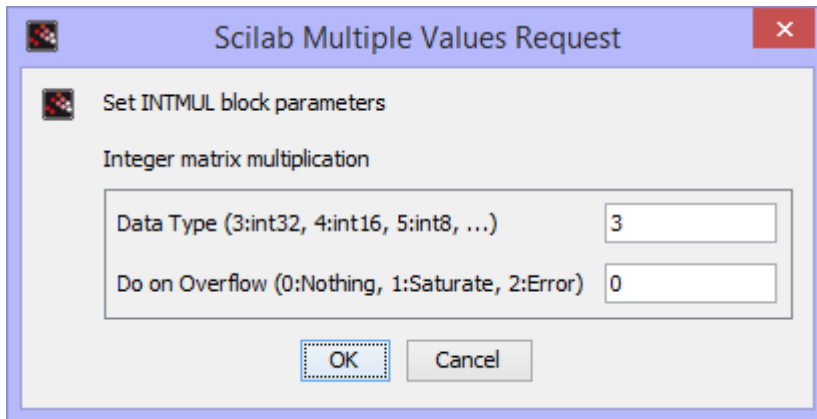 Scilab Multiple Values Request
×
Set INTMUL block parameters
Integer matrix multiplication
Data Type (3:int32, 4:int16, 5:int8, ...) 3
Do on Overflow (0:Nothing, 1:Saturate, 2:Error) 0
OK Cancel